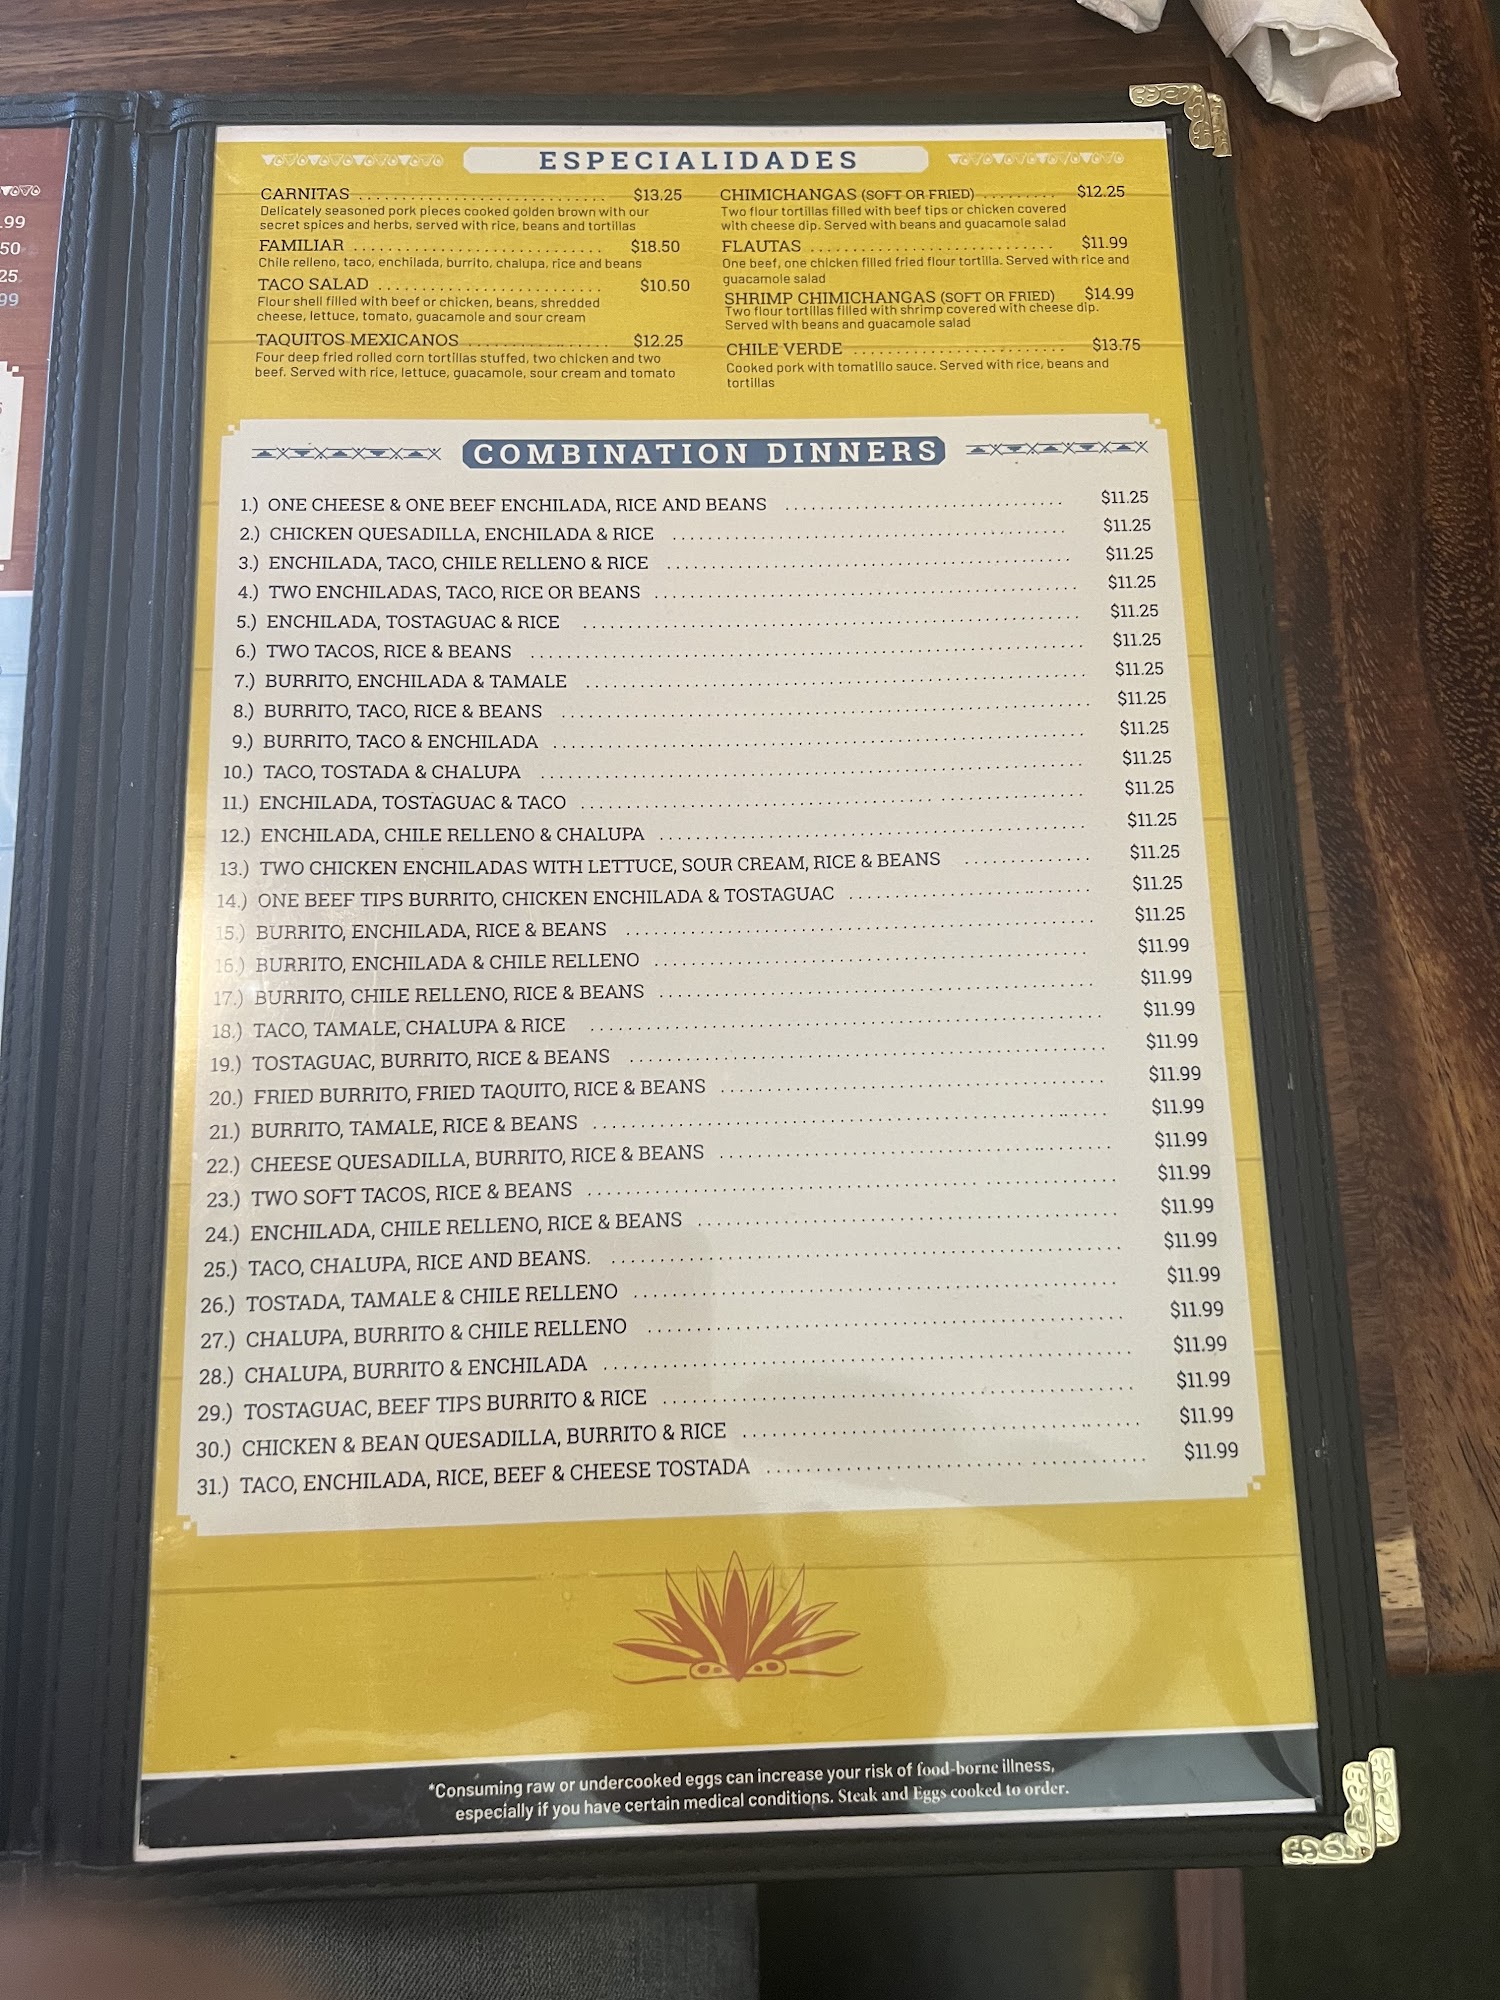 .99
50
25
99
ESPECIALIDADES
CARNITAS $13.25
Delicately seasoned pork pieces cooked golden brown with our
secret spices and herbs, served with rice, beans and tortillas
FAMILIAR $18.50
Chile relleno, taco, enchilada, burrito, chalupa, rice and beans
TACO SALAD $10.50
Flour shell filled with beef or chicken, beans, shredded
cheese, lettuce, tomato, guacamole and sour cream
TAQUITOS MEXICANOS $12.25
Four deep fried rolled corn tortillas stuffed, two chicken and two
beef. Served with rice, lettuce, guacamole, sour cream and tomato
CHIMICHANGAS (SOFT OR FRIED) $12.25
Two flour tortillas filled with beef tips or chicken covered
with cheese dip. Served with beans and guacamole salad
FLAUTAS $11.99
One beef, one chicken filled fried flour tortilla. Served with rice and
guacamole salad
SHRIMP CHIMICHANGAS (SOFT OR FRIED) $14.99
Two flour tortillas filled with shrimp covered with cheese dip.
Served with beans and guacamole salad
CHILE VERDE $13.75
Cooked pork with tomatillo sauce. Served with rice, beans and
tortillas
COMBINATION DINNERS
1.) ONE CHEESE & ONE BEEF ENCHILADA, RICE AND BEANS $11.25
2.) CHICKEN QUESADILLA, ENCHILADA & RICE $11.25
3.) ENCHILADA, TACO, CHILE RELLENO & RICE $11.25
4.) TWO ENCHILADAS, TACO, RICE OR BEANS $11.25
5.) ENCHILADA, TOSTAGUAC & RICE $11.25
6.) TWO TACOS, RICE & BEANS $11.25
7.) BURRITO, ENCHILADA & TAMALE $11.25
8.) BURRITO, TACO, RICE & BEANS $11.25
9.) BURRITO, TACO & ENCHILADA $11.25
10.) TACO, TOSTADA & CHALUPA $11.25
11.) ENCHILADA, TOSTAGUAC & TACO $11.25
12.) ENCHILADA, CHILE RELLENO & CHALUPA $11.25
13.) TWO CHICKEN ENCHILADAS WITH LETTUCE, SOUR CREAM, RICE & BEANS $11.25
14.) ONE BEEF TIPS BURRITO, CHICKEN ENCHILADA & TOSTAGUAC $11.25
15.) BURRITO, ENCHILADA, RICE & BEANS $11.25
16.) BURRITO, ENCHILADA & CHILE RELLENO $11.99
17.) BURRITO, CHILE RELLENO, RICE & BEANS $11.99
18.) TACO, TAMALE, CHALUPA & RICE $11.99
19.) TOSTAGUAC, BURRITO, RICE & BEANS $11.99
20.) FRIED BURRITO, FRIED TAQUITO, RICE & BEANS $11.99
21.) BURRITO, TAMALE, RICE & BEANS $11.99
22.) CHEESE QUESADILLA, BURRITO, RICE & BEANS $11.99
23.) TWO SOFT TACOS, RICE & BEANS $11.99
24.) ENCHILADA, CHILE RELLENO, RICE & BEANS $11.99
25.) TACO, CHALUPA, RICE AND BEANS. $11.99
26.) TOSTADA, TAMALE & CHILE RELLENO $11.99
27.) CHALUPA, BURRITO & CHILE RELLENO $11.99
28.) CHALUPA, BURRITO & ENCHILADA $11.99
29.) TOSTAGUAC, BEEF TIPS BURRITO & RICE $11.99
30.) CHICKEN & BEAN QUESADILLA, BURRITO & RICE $11.99
31.) TACO, ENCHILADA, RICE, BEEF & CHEESE TOSTADA $11.99
*Consuming raw or undercooked eggs can increase your risk of food-borne illness,
especially if you have certain medical conditions. Steak and Eggs cooked to order.